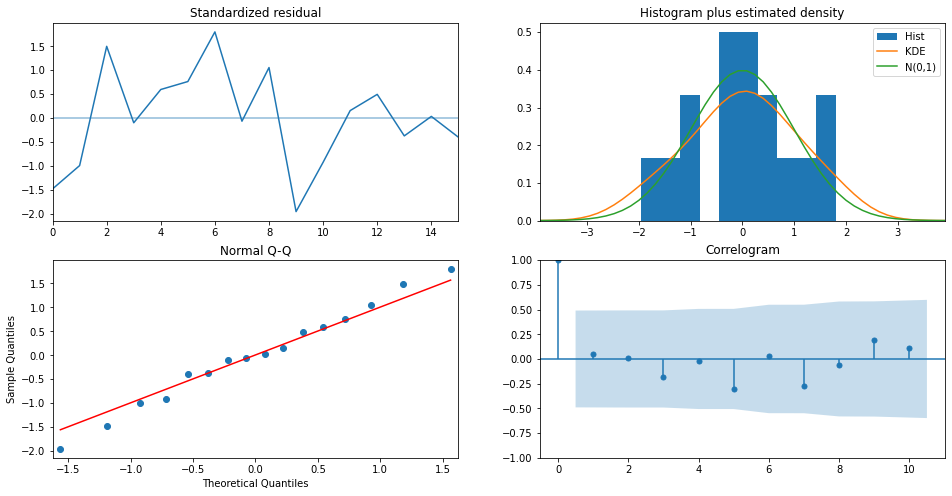 Standardized residual
1.5
1.0
0.5
0.0
−0.5
−1.0
−1.5
−2.0
0 2 4 6 8 10 12 14
Histogram plus estimated density
0.5
0.4
0.3
0.2
0.1
0.0
−3 −2 −1 0 1 2 3
Hist
KDE
N(0,1)
Normal Q-Q
Sample Quantiles
1.5
1.0
0.5
0.0
−0.5
−1.0
−1.5
−2.0
−1.5 −1.0 −0.5 0.0 0.5 1.0 1.5
Theoretical Quantiles
Correlogram
1.00
0.75
0.50
0.25
0.00
−0.25
−0.50
−0.75
−1.00
0 2 4 6 8 10